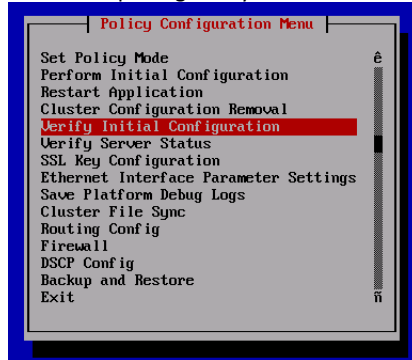 Policy Configuration Menu
Set Policy Mode ê
Perform Initial Configuration
Restart Application
Cluster Configuration Removal
Verify Initial Configuration
Verify Server Status
SSL Key Configuration
Ethernet Interface Parameter Settings
Save Platform Debug Logs
Cluster File Sync
Routing Config
Firewall
DSCP Config
Backup and Restore
Exit ñ